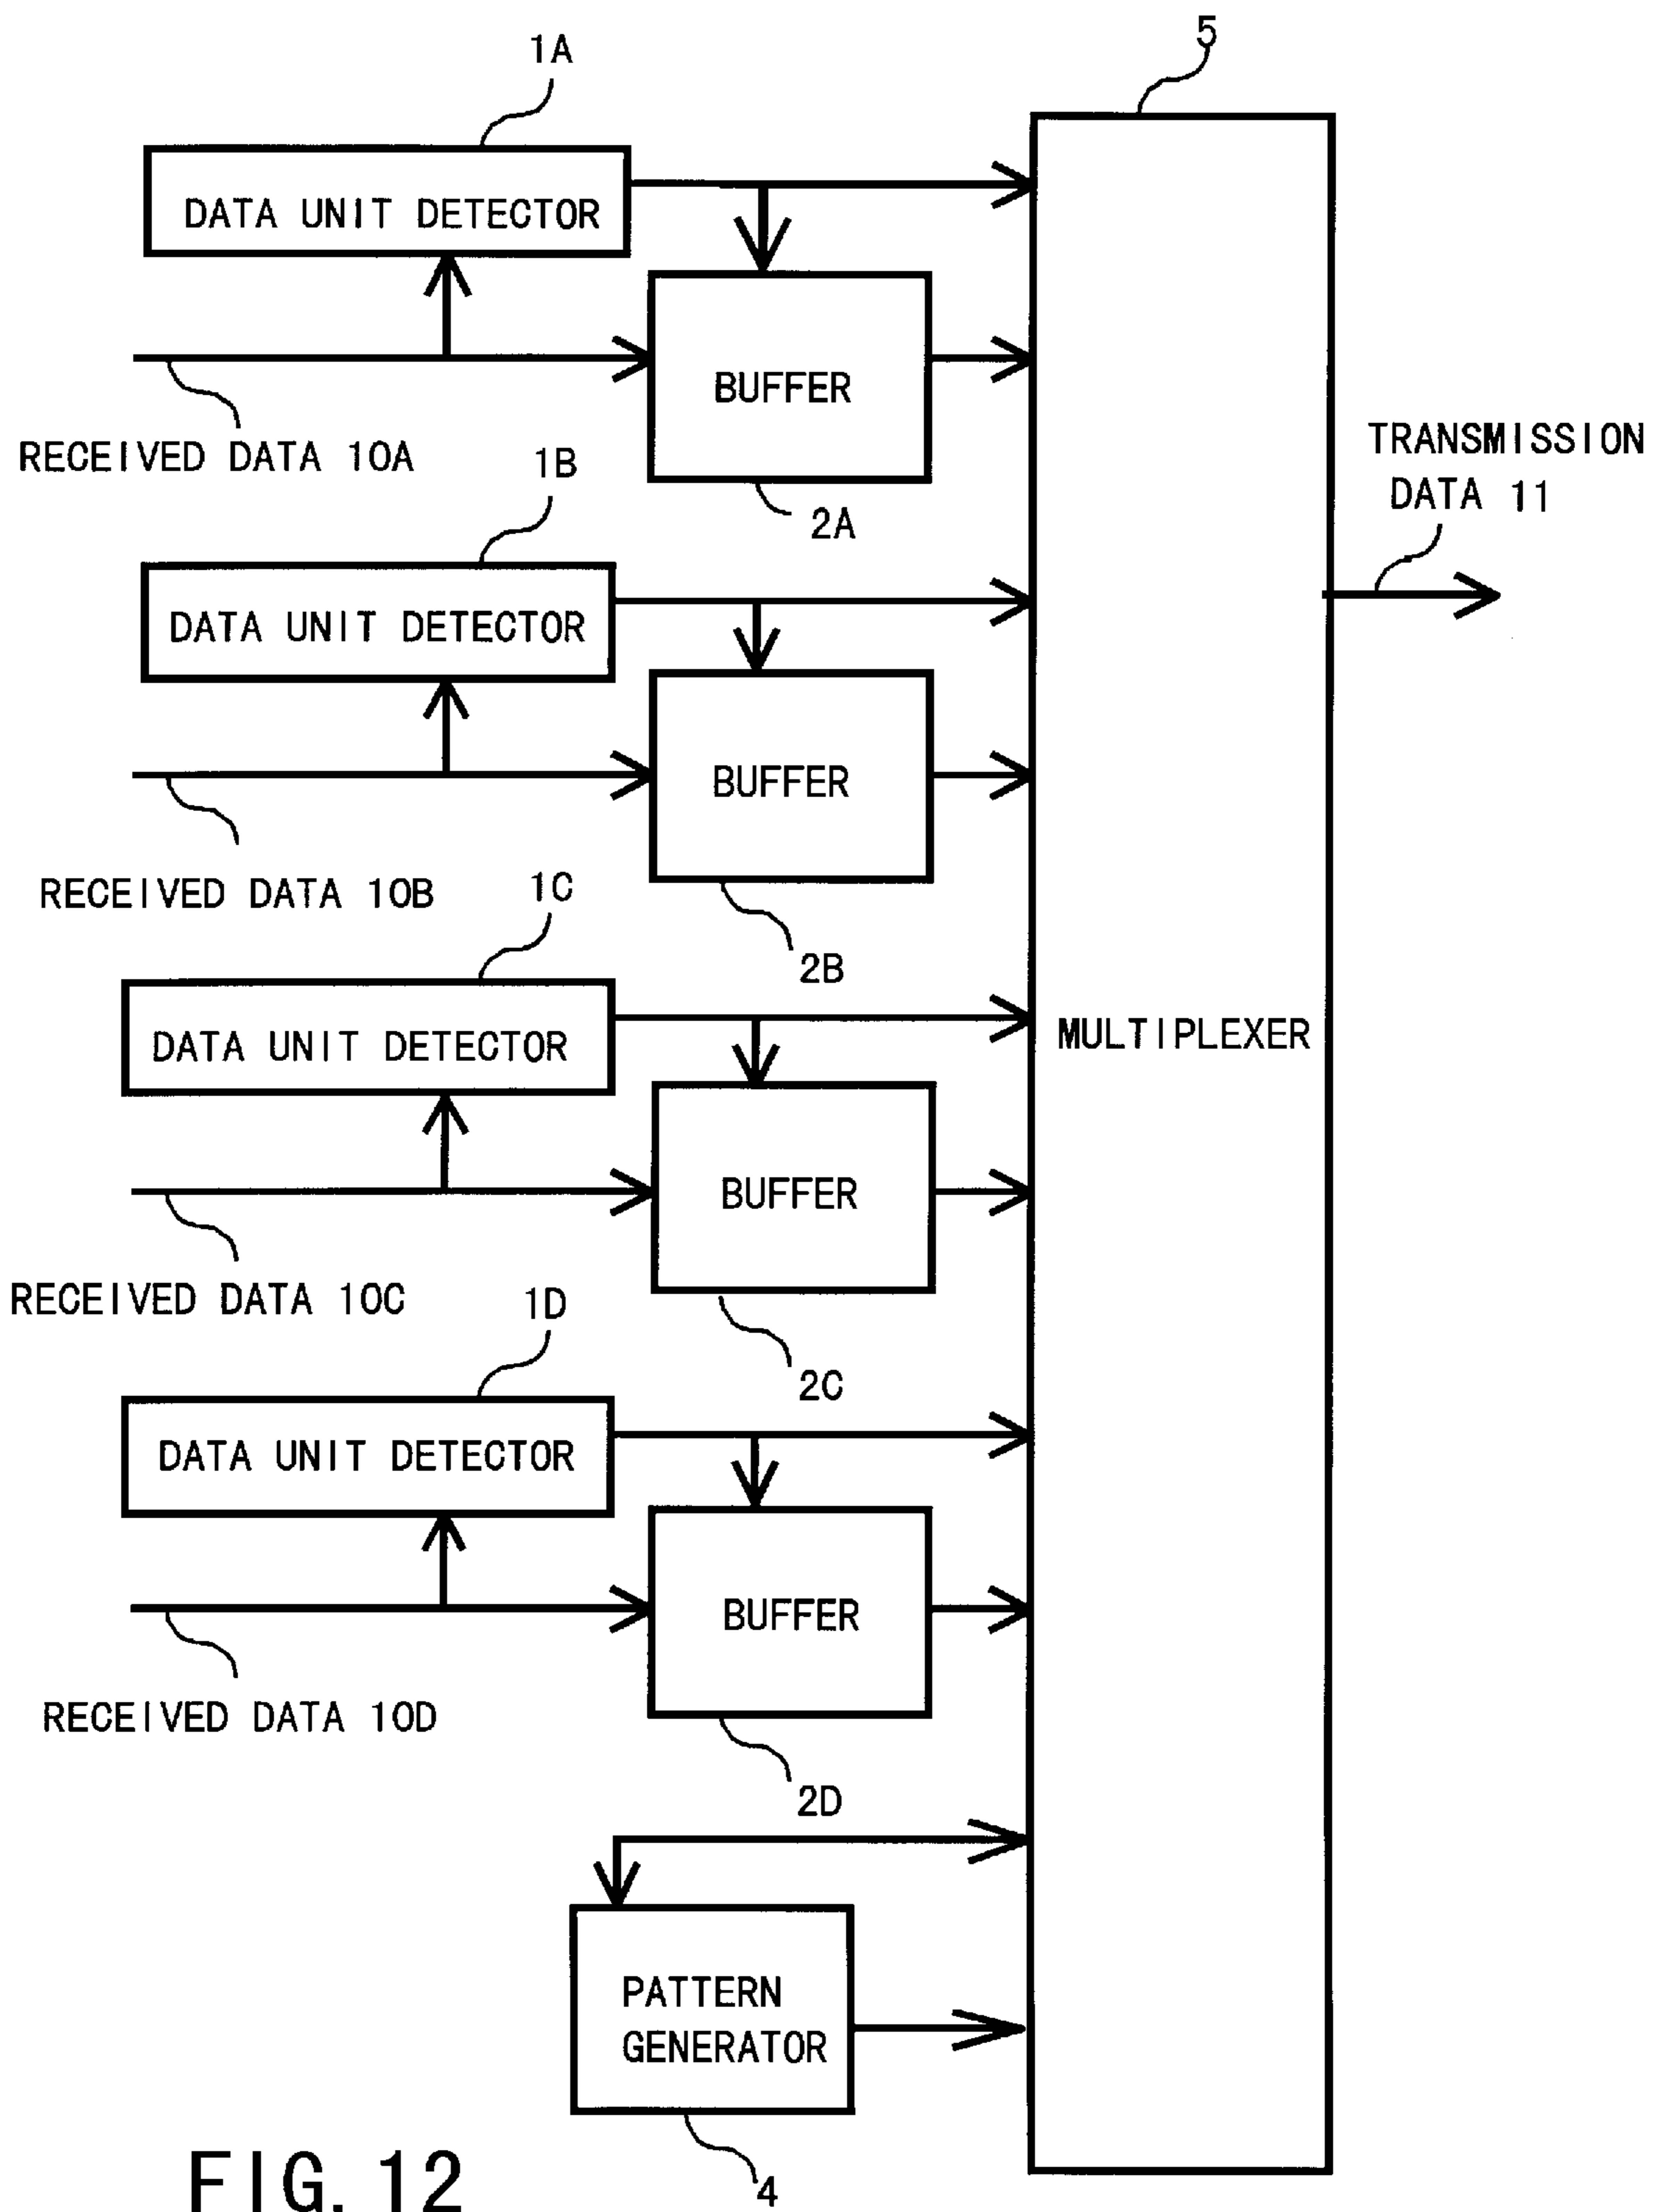 5
1A
DATA UNIT DETECTOR
BUFFER
RECEIVED DATA 10A
2A
TRANSMISSION
DATA 11
1B
DATA UNIT DETECTOR
BUFFER
RECEIVED DATA 10B
2B
1C
DATA UNIT DETECTOR
MULTIPLEXER
BUFFER
RECEIVED DATA 10C
2C
1D
DATA UNIT DETECTOR
BUFFER
RECEIVED DATA 10D
2D
PATTERN
GENERATOR
4
FIG. 12